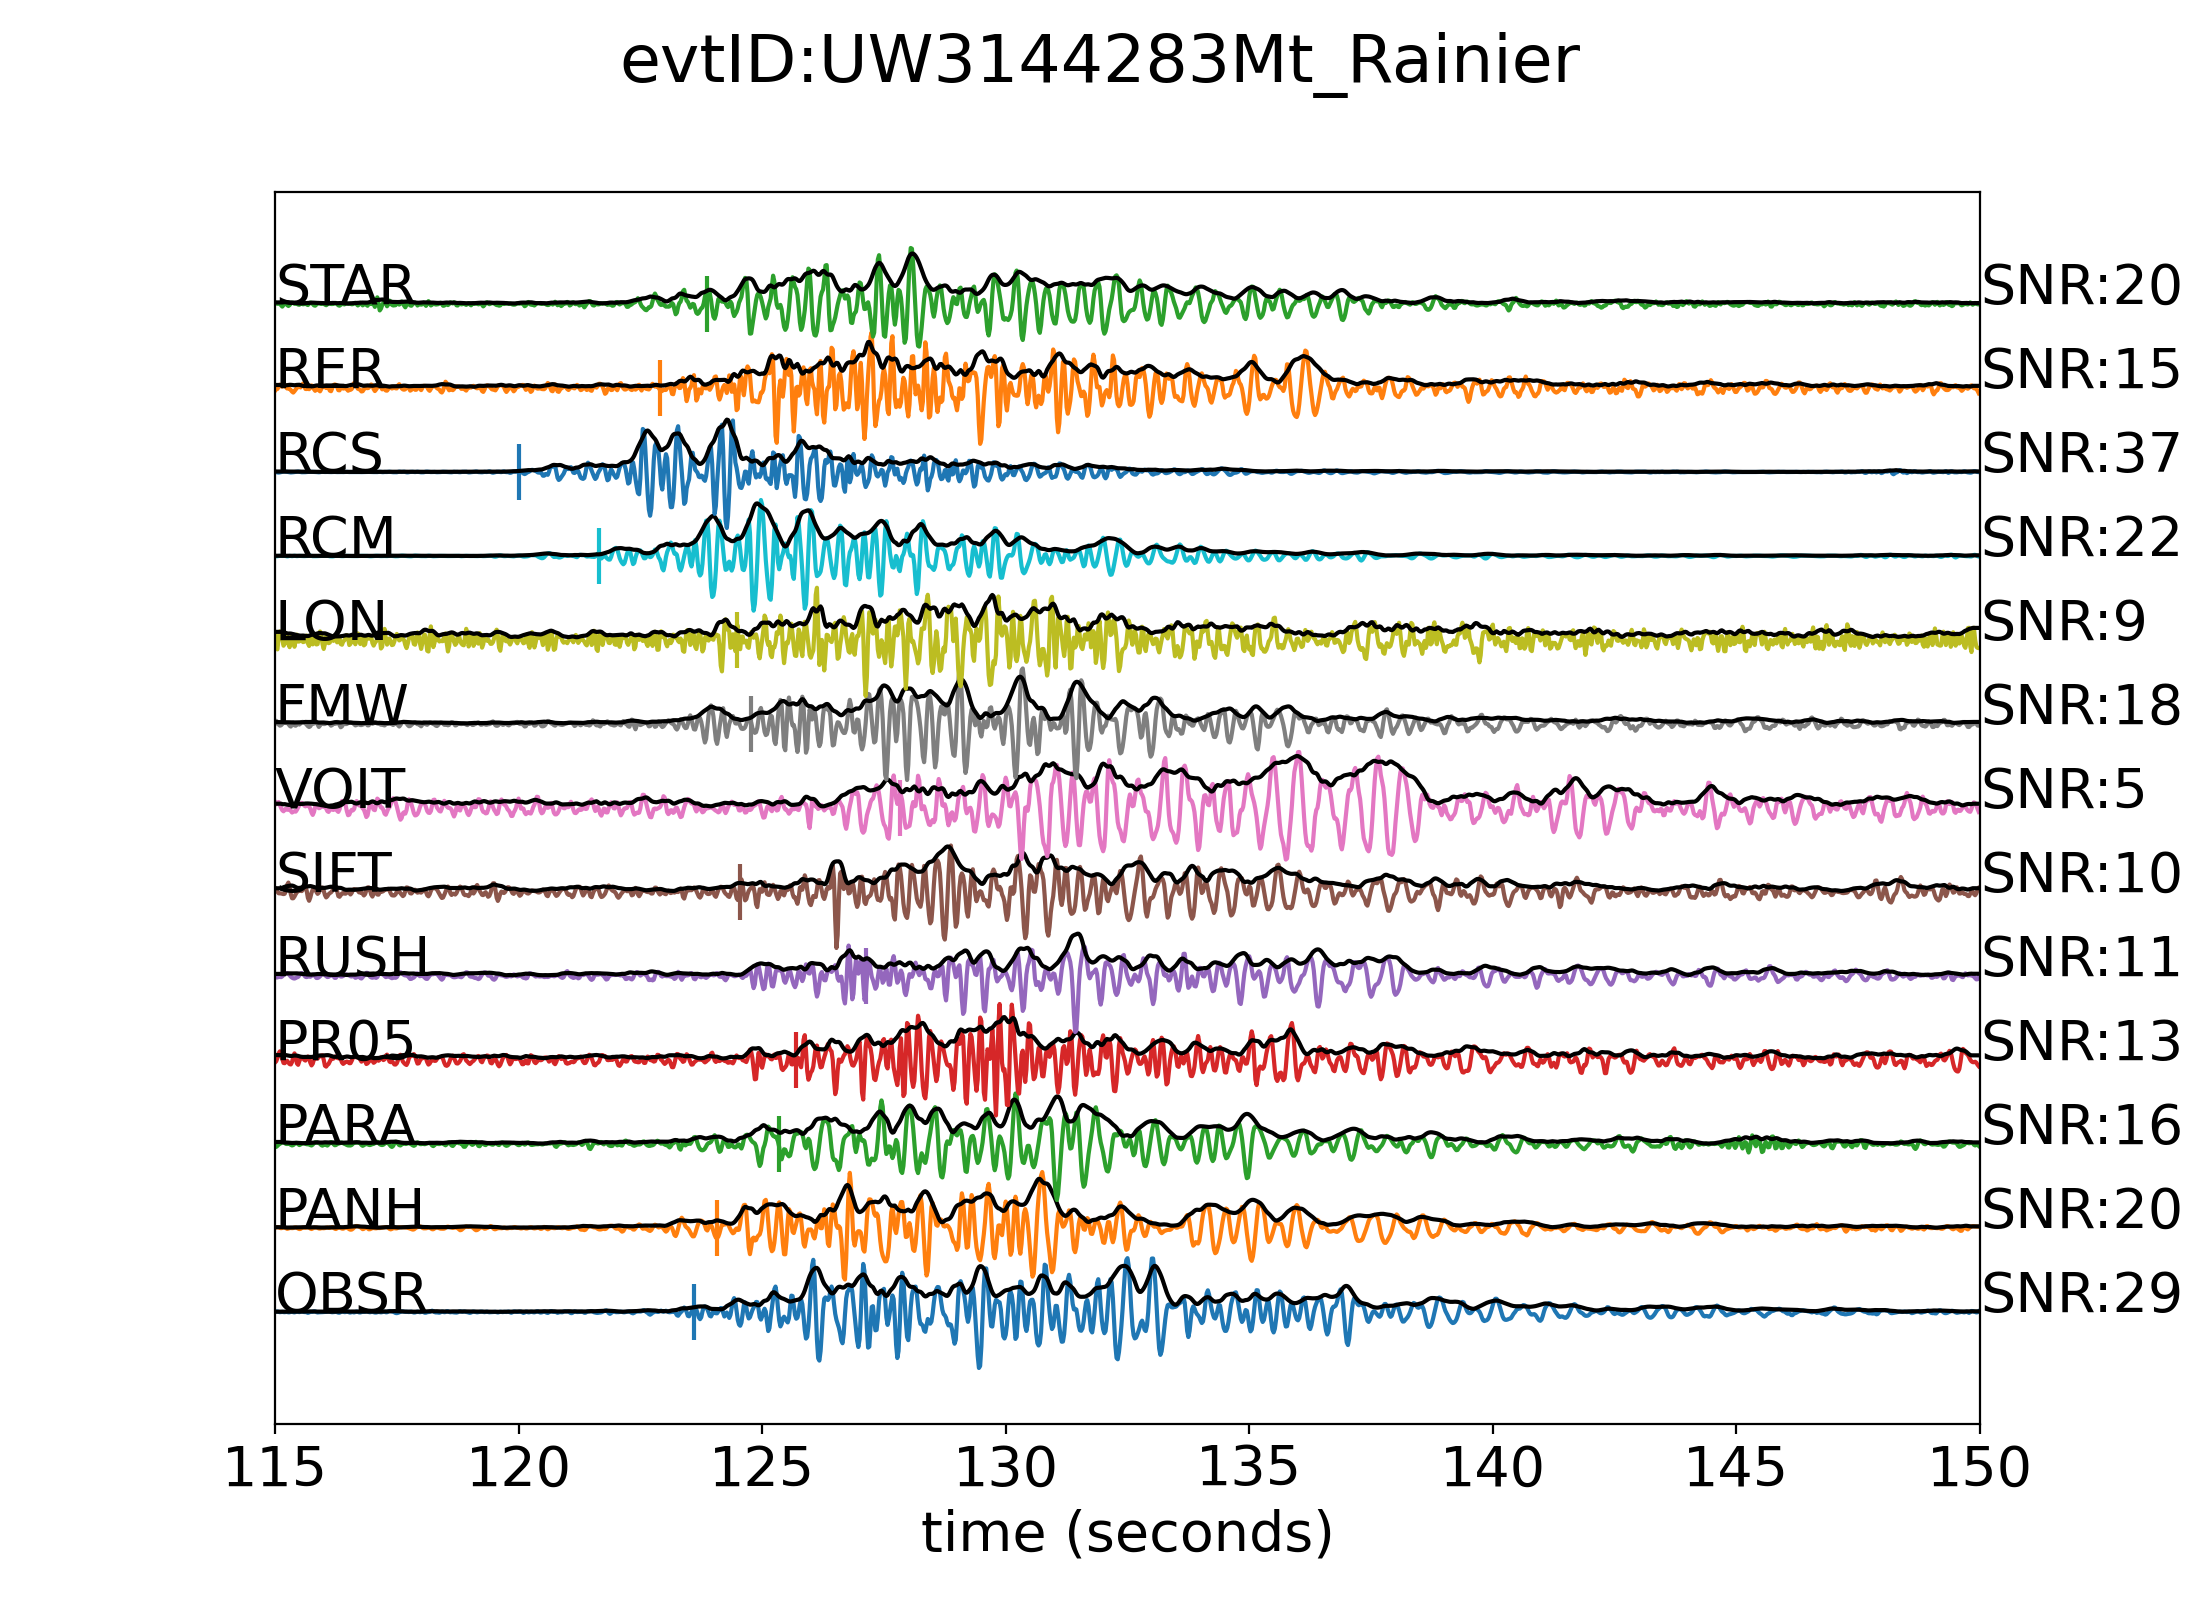 evtID:UW3144283Mt_Rainier
STAR SNR:20
RER SNR:15
RCS SNR:37
RCM SNR:22
LON SNR:9
FMW SNR:18
VOIT SNR:5
SIFT SNR:10
RUSH SNR:11
PR05 SNR:13
PARA SNR:16
PANH SNR:20
OBSR SNR:29
115 120 125 130 135 140 145 150
time (seconds)